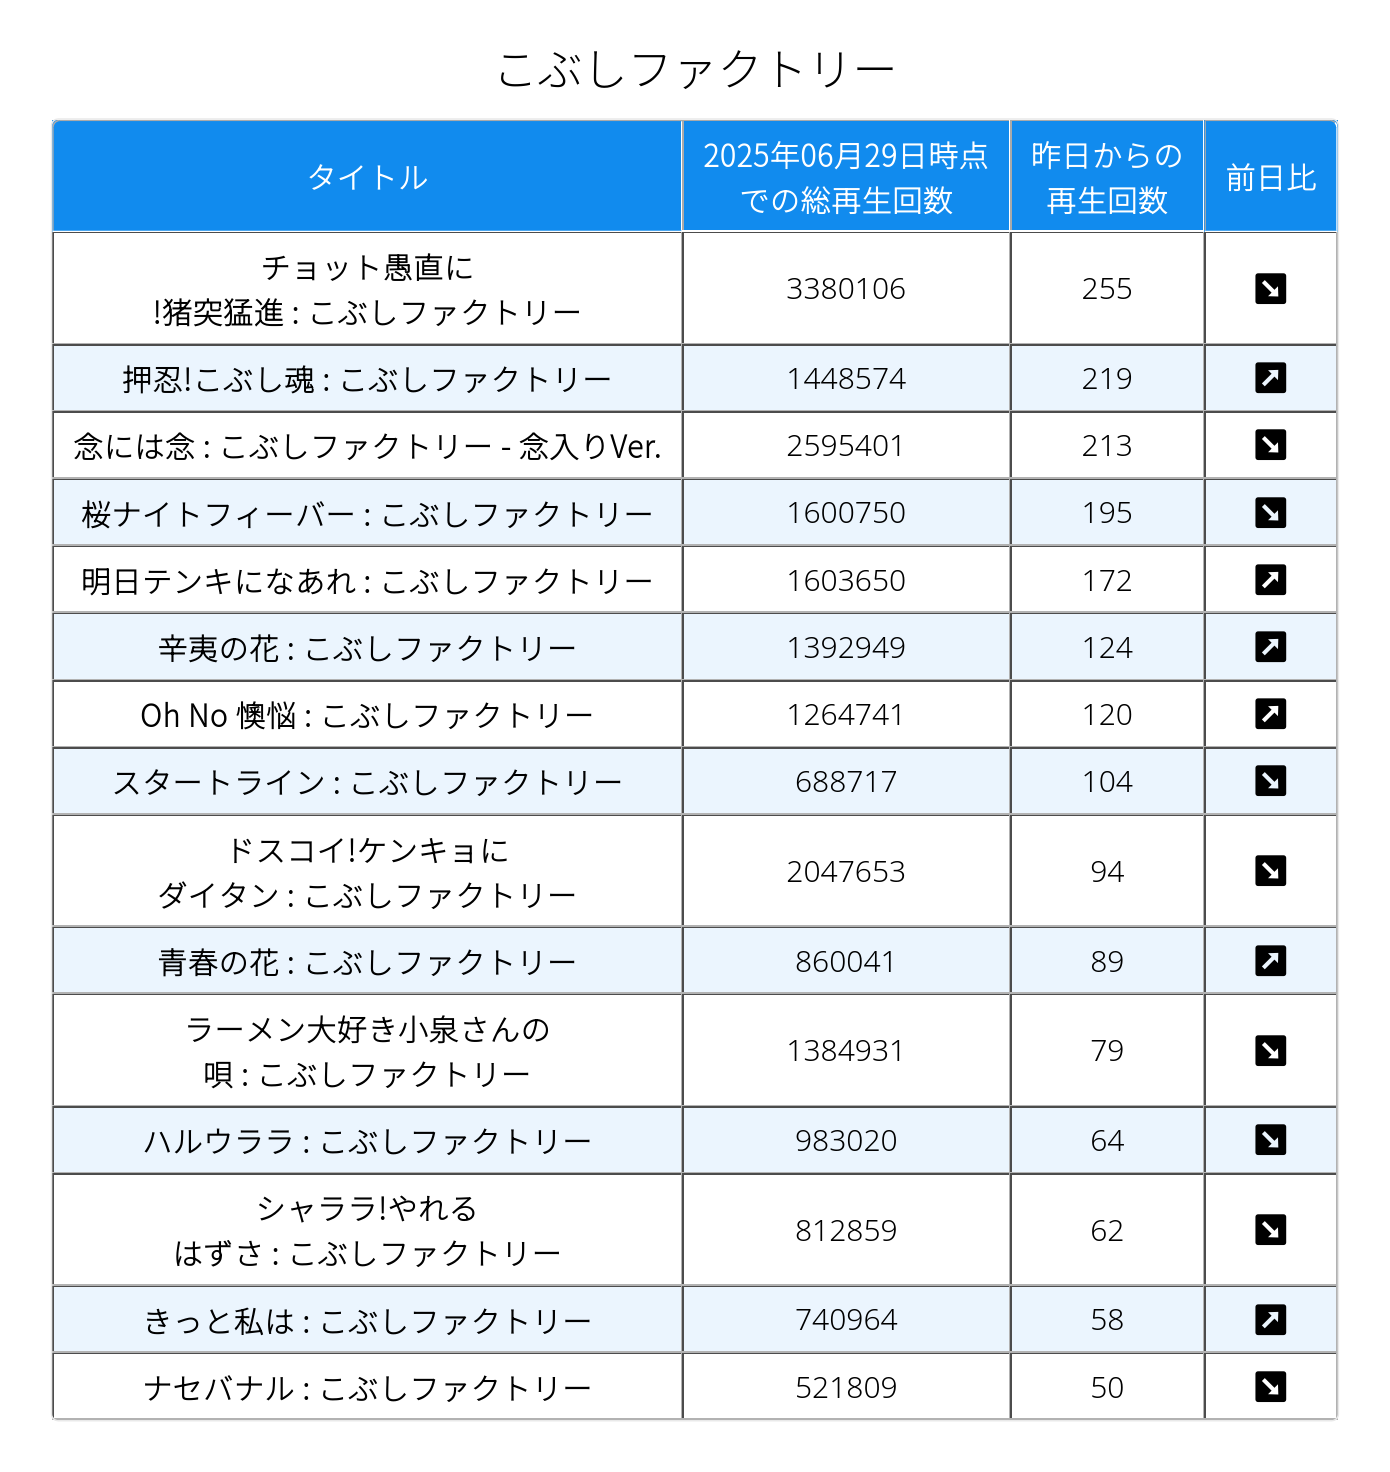 こぶしファクトリー
タイトル
2025年06月29日時点
での総再生回数
昨日からの
再生回数
前日比
チョット愚直に
!猪突猛進 : こぶしファクトリー
3380106
255
↘
押忍!こぶし魂 : こぶしファクトリー
1448574
219
↗
念には念 : こぶしファクトリー - 念入りVer.
2595401
213
↘
桜ナイトフィーバー : こぶしファクトリー
1600750
195
↘
明日テンキになあれ : こぶしファクトリー
1603650
172
↗
辛夷の花 : こぶしファクトリー
1392949
124
↗
Oh No 懊悩 : こぶしファクトリー
1264741
120
↗
スタートライン : こぶしファクトリー
688717
104
↘
ドスコイ!ケンキョに
ダイタン : こぶしファクトリー
2047653
94
↘
青春の花 : こぶしファクトリー
860041
89
↗
ラーメン大好き小泉さんの
唄 : こぶしファクトリー
1384931
79
↘
ハルウララ : こぶしファクトリー
983020
64
↘
シャララ!やれる
はずさ : こぶしファクトリー
812859
62
↘
きっと私は : こぶしファクトリー
740964
58
↗
ナセバナル : こぶしファクトリー
521809
50
↘